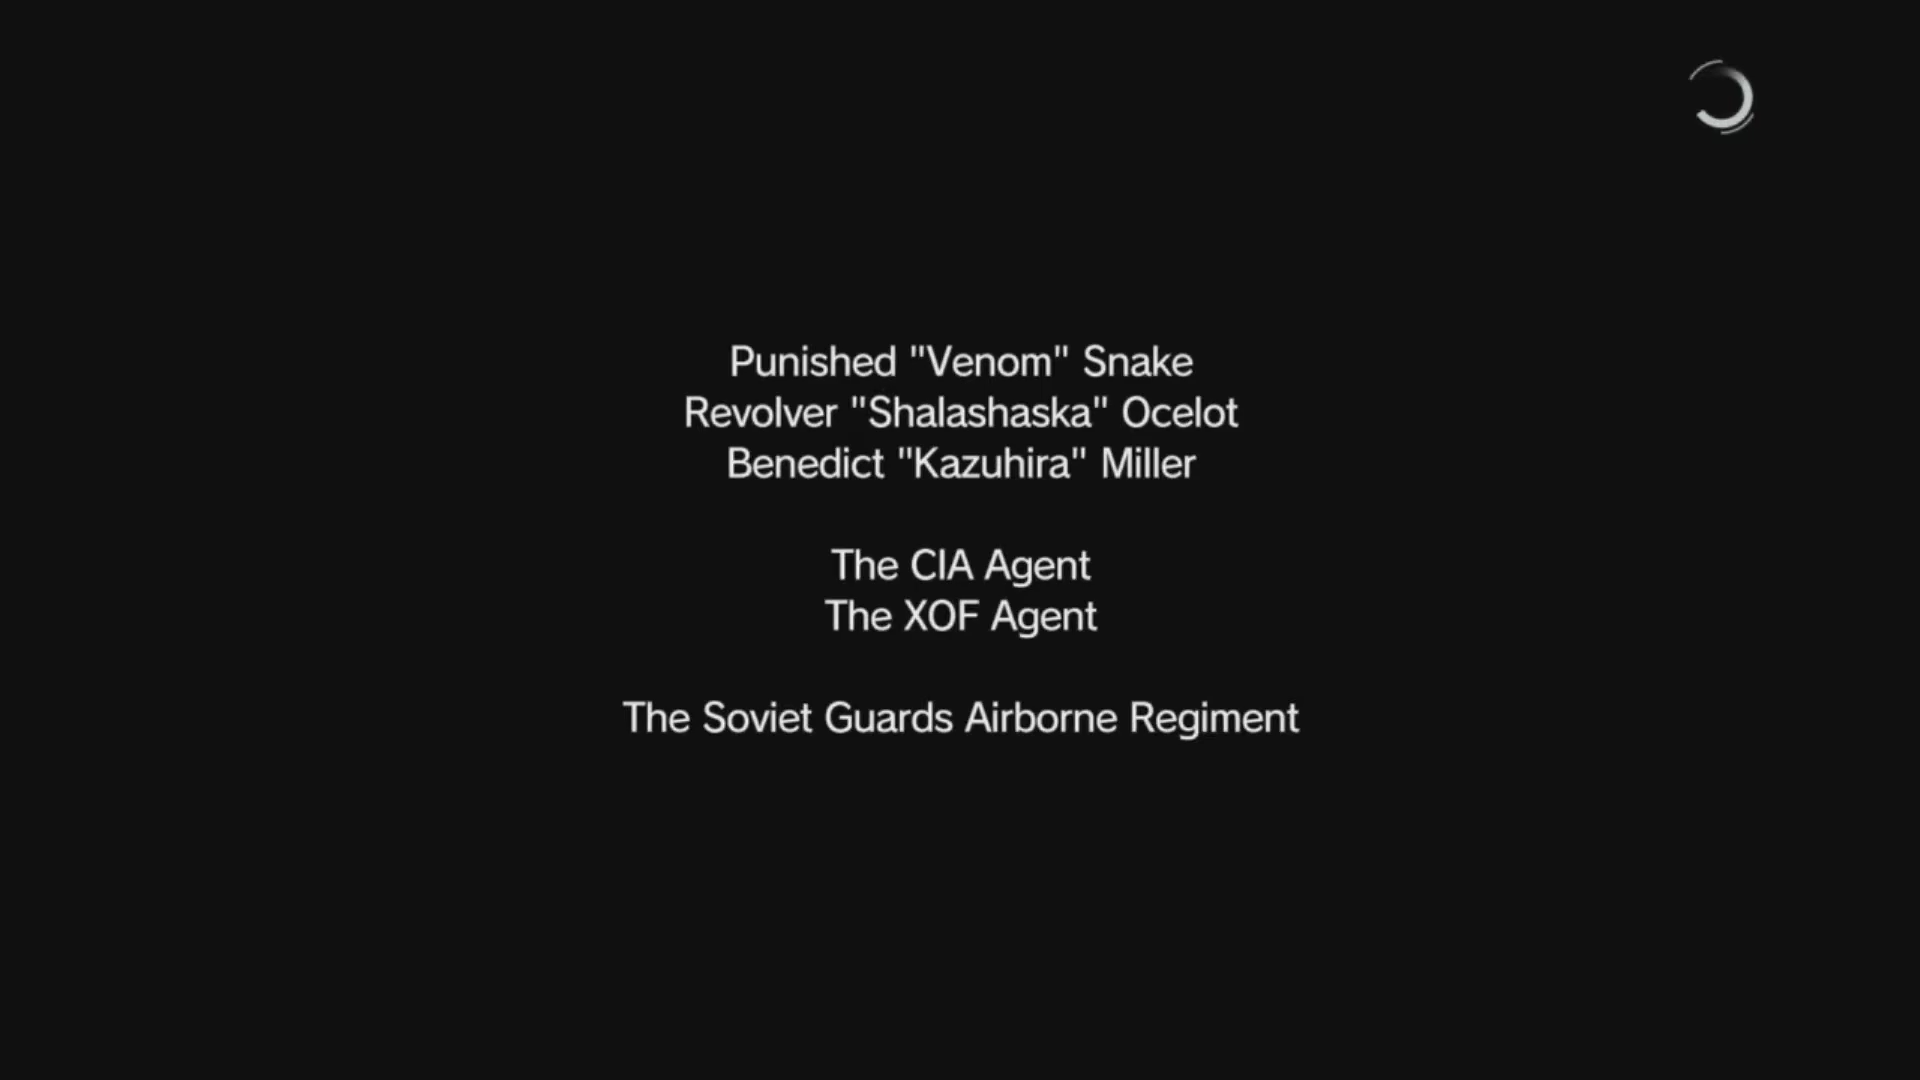 Punished "Venom" Snake
Revolver "Shalashaska" Ocelot
Benedict "Kazuhira" Miller
The CIA Agent
The XOF Agent
The Soviet Guards Airborne Regiment